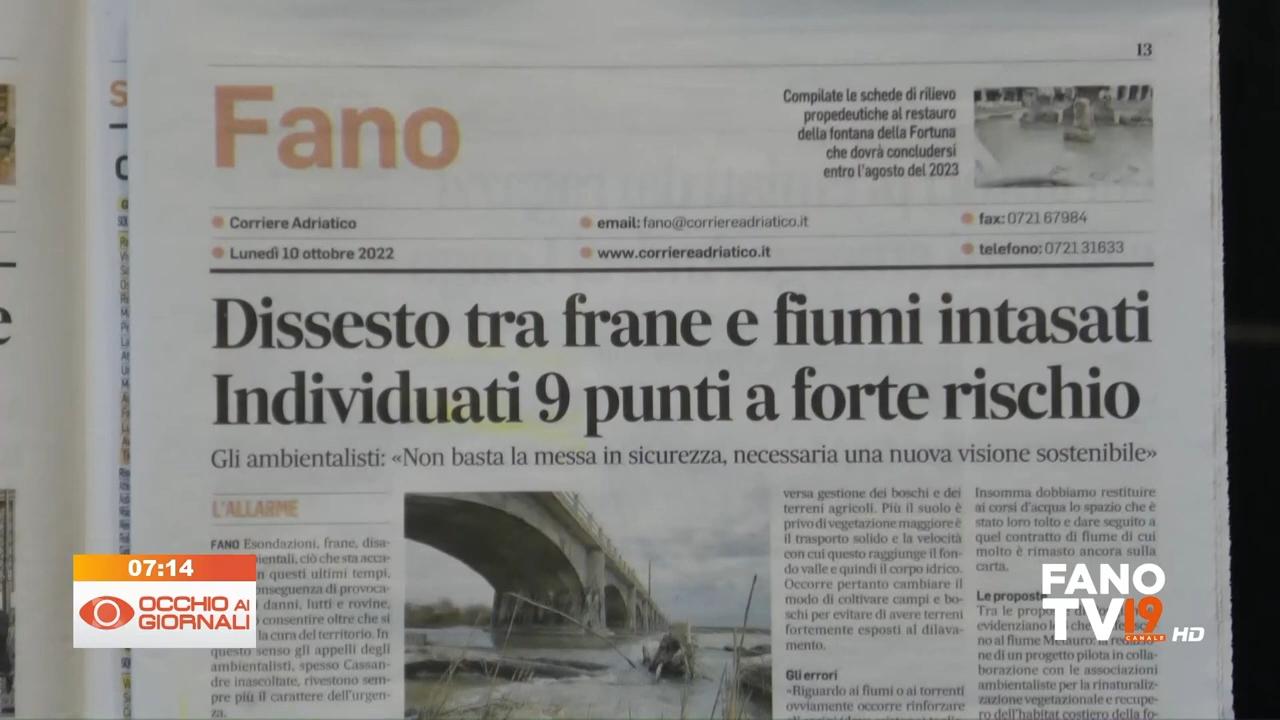 13
Fano
Compilate le schede di rilievo
propedeutiche al restauro
della fontana della Fortuna
che dovrà concludersi
entro l'agosto del 2023
Corriere Adriatico
email: fano@corriereadriatico.it
fax: 0721 67984
Lunedì 10 ottobre 2022
www.corriereadriatico.it
telefono: 0721 31633
Dissesto tra frane e fiumi intasati
Individuati 9 punti a forte rischio
Gli ambientalisti: «Non basta la messa in sicurezza, necessaria una nuova visione sostenibile»
L'ALLARME
FANO Esondazioni, frane, disa-
ciò che sta acca-
questi ultimi tempi,
di provoca-
danni, lutti e rovine,
consentire oltre che si
la cura del territorio. In
questo senso gli appelli degli
ambientalisti, spesso Cassan-
dre inascoltate, rivestono sem-
pre più il carattere dell'urgen-
za.
versa gestione dei boschi e dei
terreni agricoli. Più il suolo è
privo di vegetazione maggiore è
il trasporto solido e la velocità
con cui questo raggiunge il fon-
do valle e quindi il corpo idrico.
Occorre pertanto cambiare il
modo di coltivare campi e bo-
schi per evitare di avere terreni
fortemente esposti al dilava-
mento.
Gli errori
«Riguardo ai fiumi o ai torrenti
ovviamente occorre rinforzare
Insomma dobbiamo restituire
ai corsi d'acqua lo spazio che è
stato loro tolto e dare seguito a
quel contratto di fiume di cui
molto è rimasto ancora sulla
carta.
Le proposte
Tra le
evidenziano
no al fiume Metauro: la
ne di un progetto pilota in colla-
borazione con le associazioni
ambientaliste per la rinaturaliz-
zazione vegetazionale e recupe-
ro dell'habitat costiero della fo-
07:14
OCCHIO AI
GIORNALI
FANO
TV19
CANALE HD